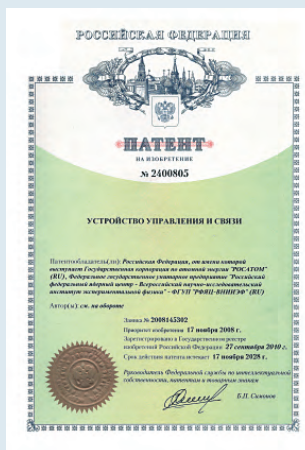 РОССИЙСКАЯ ФЕДЕРАЦИЯ
ПАТЕНТ
НА ИЗОБРЕТЕНИЕ
№ 2400805
УСТРОЙСТВО УПРАВЛЕНИЯ И СВЯЗИ
Патентообладатель(ли): Российская Федерация, от имени которой
выступает Государственная корпорация по атомной энергии "РОСАТОМ"
(RU), Федеральное государственное унитарное предприятие "Российский
федеральный ядерный центр - Всероссийский научно-исследовательский
институт экспериментальной физики" - ФГУП "РФЯЦ-ВНИИЭФ" (RU)
Автор(ы): см. на обороте
Заявка № 2008145302
Приоритет изобретения 17 ноября 2008 г.
Зарегистрировано в Государственном реестре
изобретений Российской Федерации 27 сентября 2010 г.
Срок действия патента истекает 17 ноября 2028 г.
Руководитель Федеральной службы по интеллектуальной
собственности, патентам и товарным знакам
Б.П. Симонов